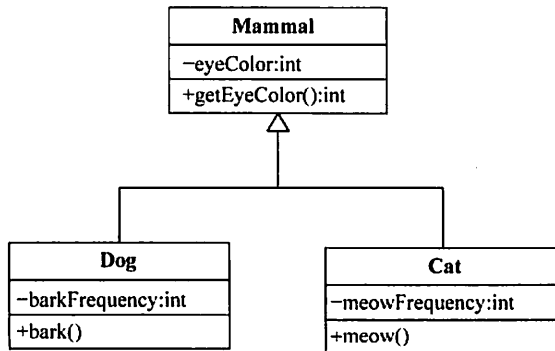 Mammal
−eyeColor:int
+getEyeColor():int
Dog
−barkFrequency:int
+bark()
Cat
−meowFrequency:int
+meow()